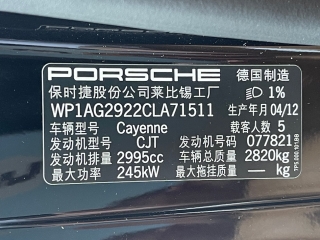 PORSCHE 德国制造
保时捷股份公司莱比锡工厂 1%
WP1AG2922CLA71511 生产年月 04/12
车辆型号 Cayenne 载客人数 5
发动机型号 CJT 发动机号码 077821
发动机排量 2995cc 车辆总质量 2820kg
最大功率 245kW 最大拖挂质量 — kg